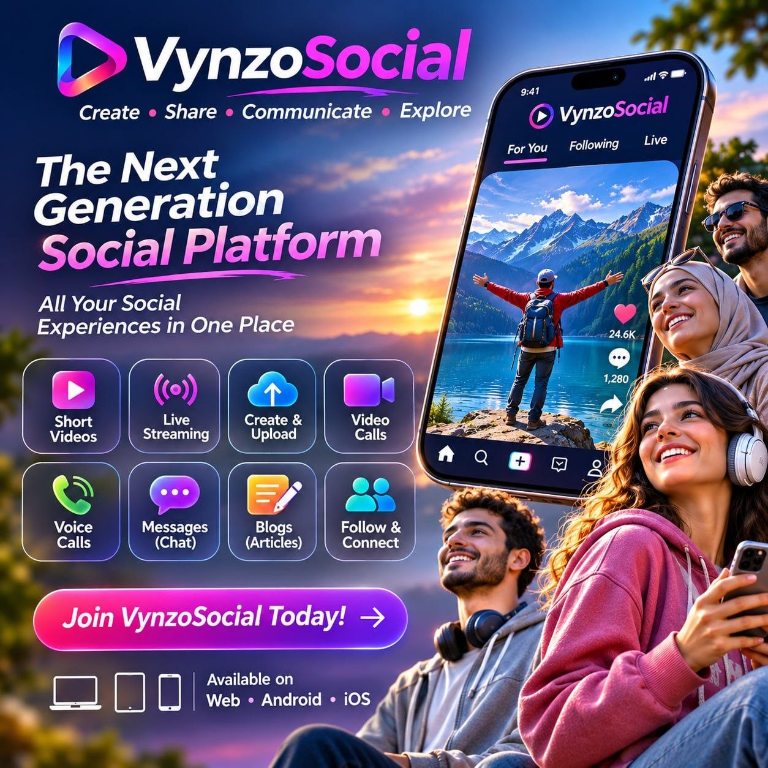 VynzoSocial
Create • Share • Communicate • Explore
The Next
Generation
Social Platform
All Your Social
Experiences in One Place
Short
Videos
Live
Streaming
Create &
Upload
Video
Calls
Voice
Calls
Messages
(Chat)
Blogs
(Articles)
Follow &
Connect
Join VynzoSocial Today! →
Available on
Web • Android • iOS
9:41
VynzoSocial
For You
Following
Live
24.6K
1,280